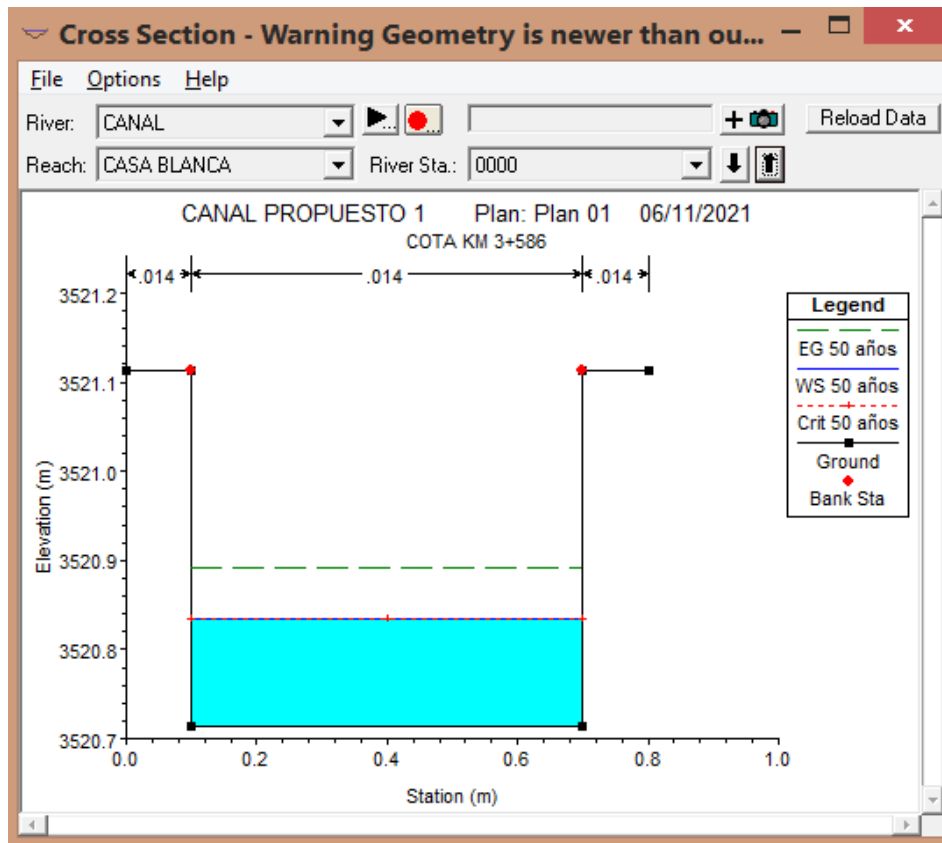 Cross Section - Warning Geometry is newer than ou...
File Options Help
River: CANAL Reload Data
Reach: CASA BLANCA River Sta.: 0000
CANAL PROPUESTO 1 Plan: Plan 01 06/11/2021
COTA KM 3+586
.014 .014 .014
3521.2
3521.1
3521.0
3520.9
3520.8
3520.7
Elevation (m)
0.0 0.2 0.4 0.6 0.8 1.0
Station (m)
Legend
EG 50 años
WS 50 años
Crit 50 años
Ground
Bank Sta